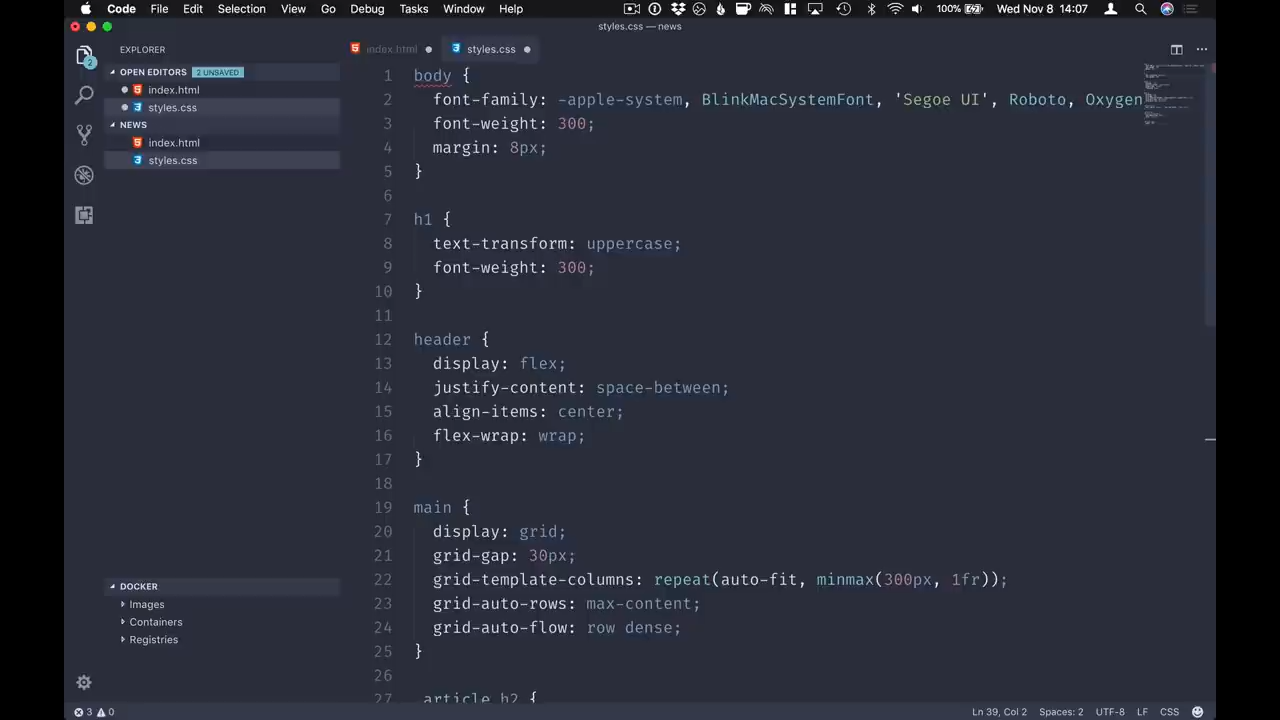 Code File Edit Selection View Go Debug Tasks Window Help 100% Wed Nov 8 14:07
styles.css — news
EXPLORER
index.html
styles.css
OPEN EDITORS 2 UNSAVED
index.html
styles.css
NEWS
index.html
styles.css
2
DOCKER
Images
Containers
Registries
1 body {
2 font-family: -apple-system, BlinkMacSystemFont, 'Segoe UI', Roboto, Oxygen
3 font-weight: 300;
4 margin: 8px;
5 }
6
7 h1 {
8 text-transform: uppercase;
9 font-weight: 300;
10 }
11
12 header {
13 display: flex;
14 justify-content: space-between;
15 align-items: center;
16 flex-wrap: wrap;
17 }
18
19 main {
20 display: grid;
21 grid-gap: 30px;
22 grid-template-columns: repeat(auto-fit, minmax(300px, 1fr));
23 grid-auto-rows: max-content;
24 grid-auto-flow: row dense;
25 }
26
27 article h2 {
3 0
Ln 39, Col 2 Spaces: 2 UTF-8 LF CSS